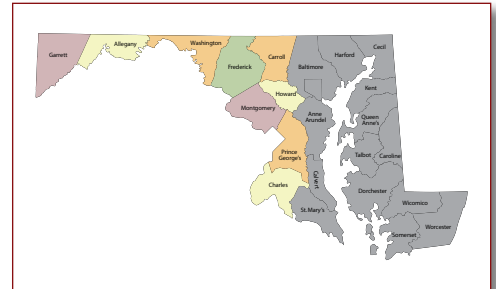 Garrett
Allegany
Washington
Frederick
Carroll
Baltimore
Harford
Cecil
Howard
Montgomery
Anne
Arundel
Kent
Queen
Anne's
Prince
George's
Calvert
Talbot
Caroline
Charles
St. Mary's
Dorchester
Wicomico
Somerset
Worcester